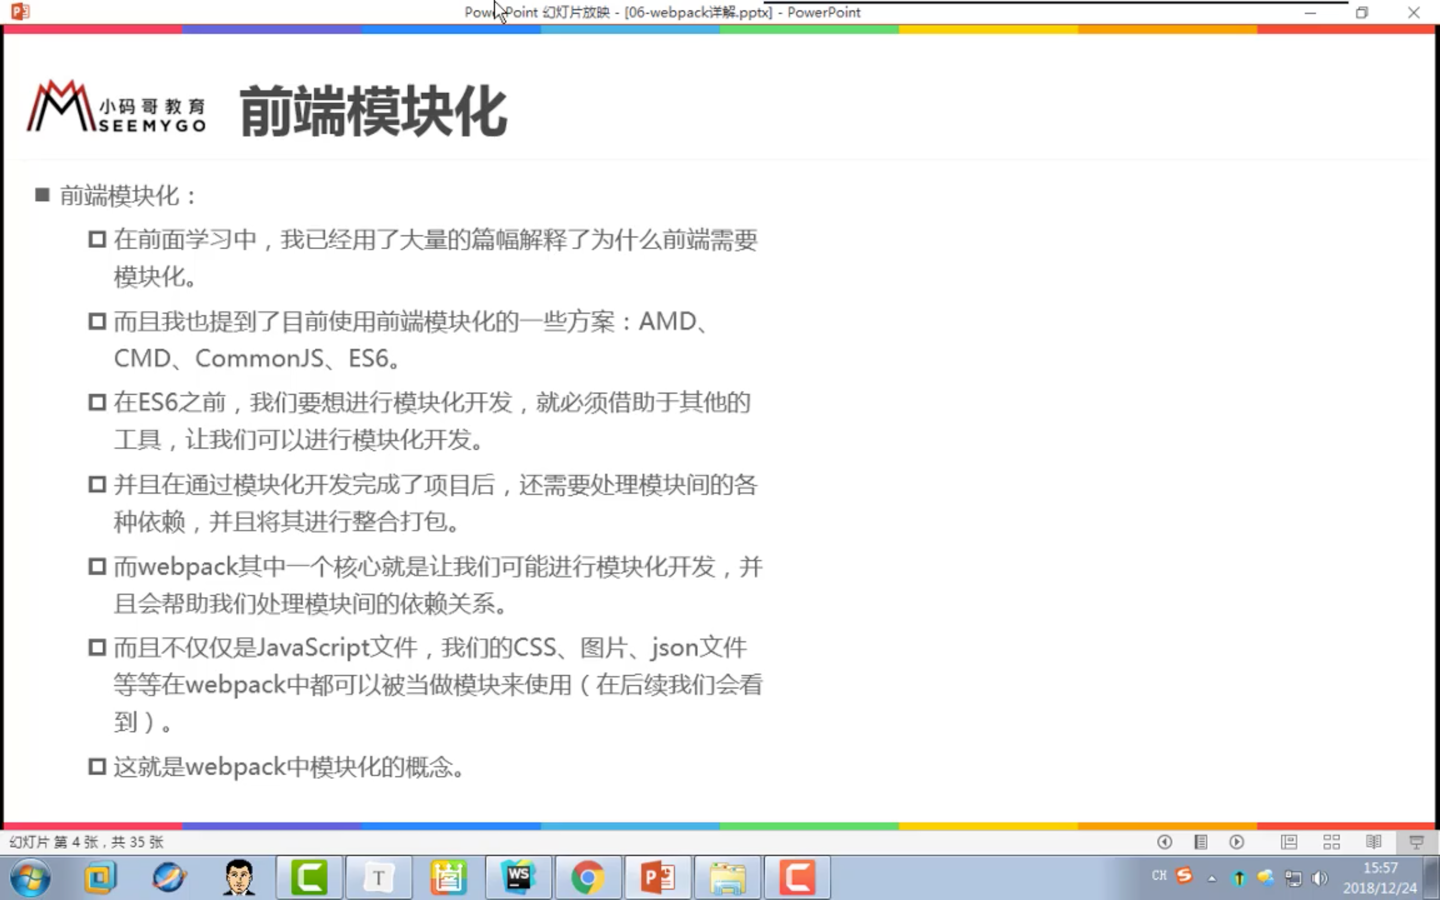 PowerPoint 幻灯片放映 - [06-webpack详解.pptx] - PowerPoint
小码哥教育
SEEMYGO
前端模块化
前端模块化：
在前面学习中，我已经用了大量的篇幅解释了为什么前端需要
模块化。
而且我也提到了目前使用前端模块化的一些方案：AMD、
CMD、CommonJS、ES6。
在ES6之前，我们要想进行模块化开发，就必须借助于其他的
工具，让我们可以进行模块化开发。
并且在通过模块化开发完成了项目后，还需要处理模块间的各
种依赖，并且将其进行整合打包。
而webpack其中一个核心就是让我们可能进行模块化开发，并
且会帮助我们处理模块间的依赖关系。
而且不仅仅是JavaScript文件，我们的CSS、图片、json文件
等等在webpack中都可以被当做模块来使用（在后续我们会看
到）。
这就是webpack中模块化的概念。
幻灯片 第 4 张，共 35 张
T
WS
CH
15:57
2018/12/24